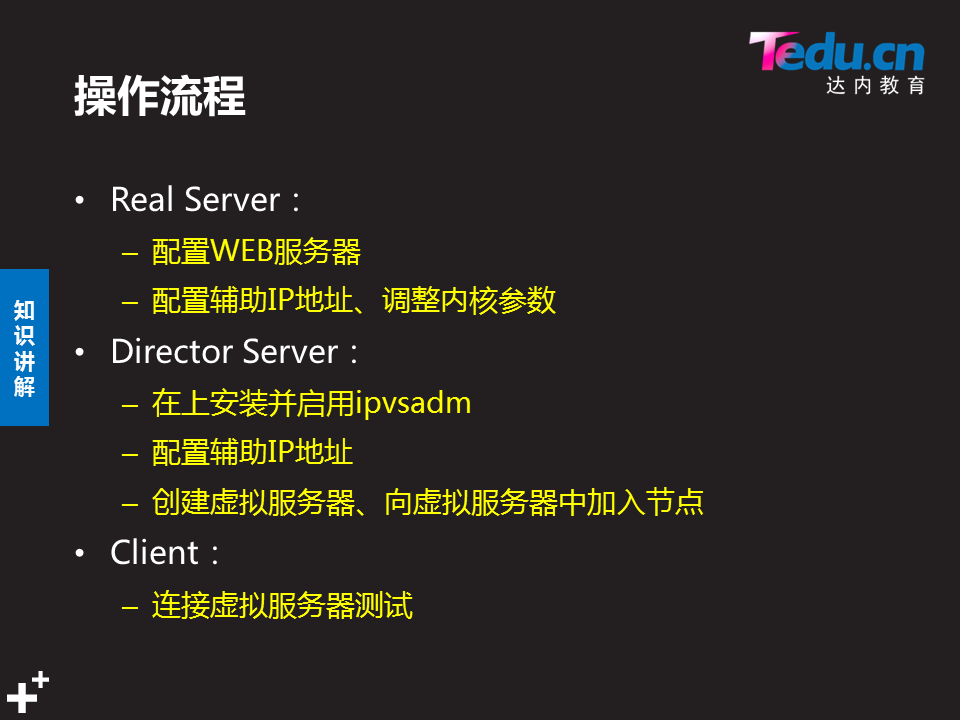 Tedu.cn
达内教育
操作流程
• Real Server：
– 配置WEB服务器
– 配置辅助IP地址、调整内核参数
• Director Server：
– 在上安装并启用ipvsadm
– 配置辅助IP地址
– 创建虚拟服务器、向虚拟服务器中加入节点
• Client：
– 连接虚拟服务器测试
知识讲解